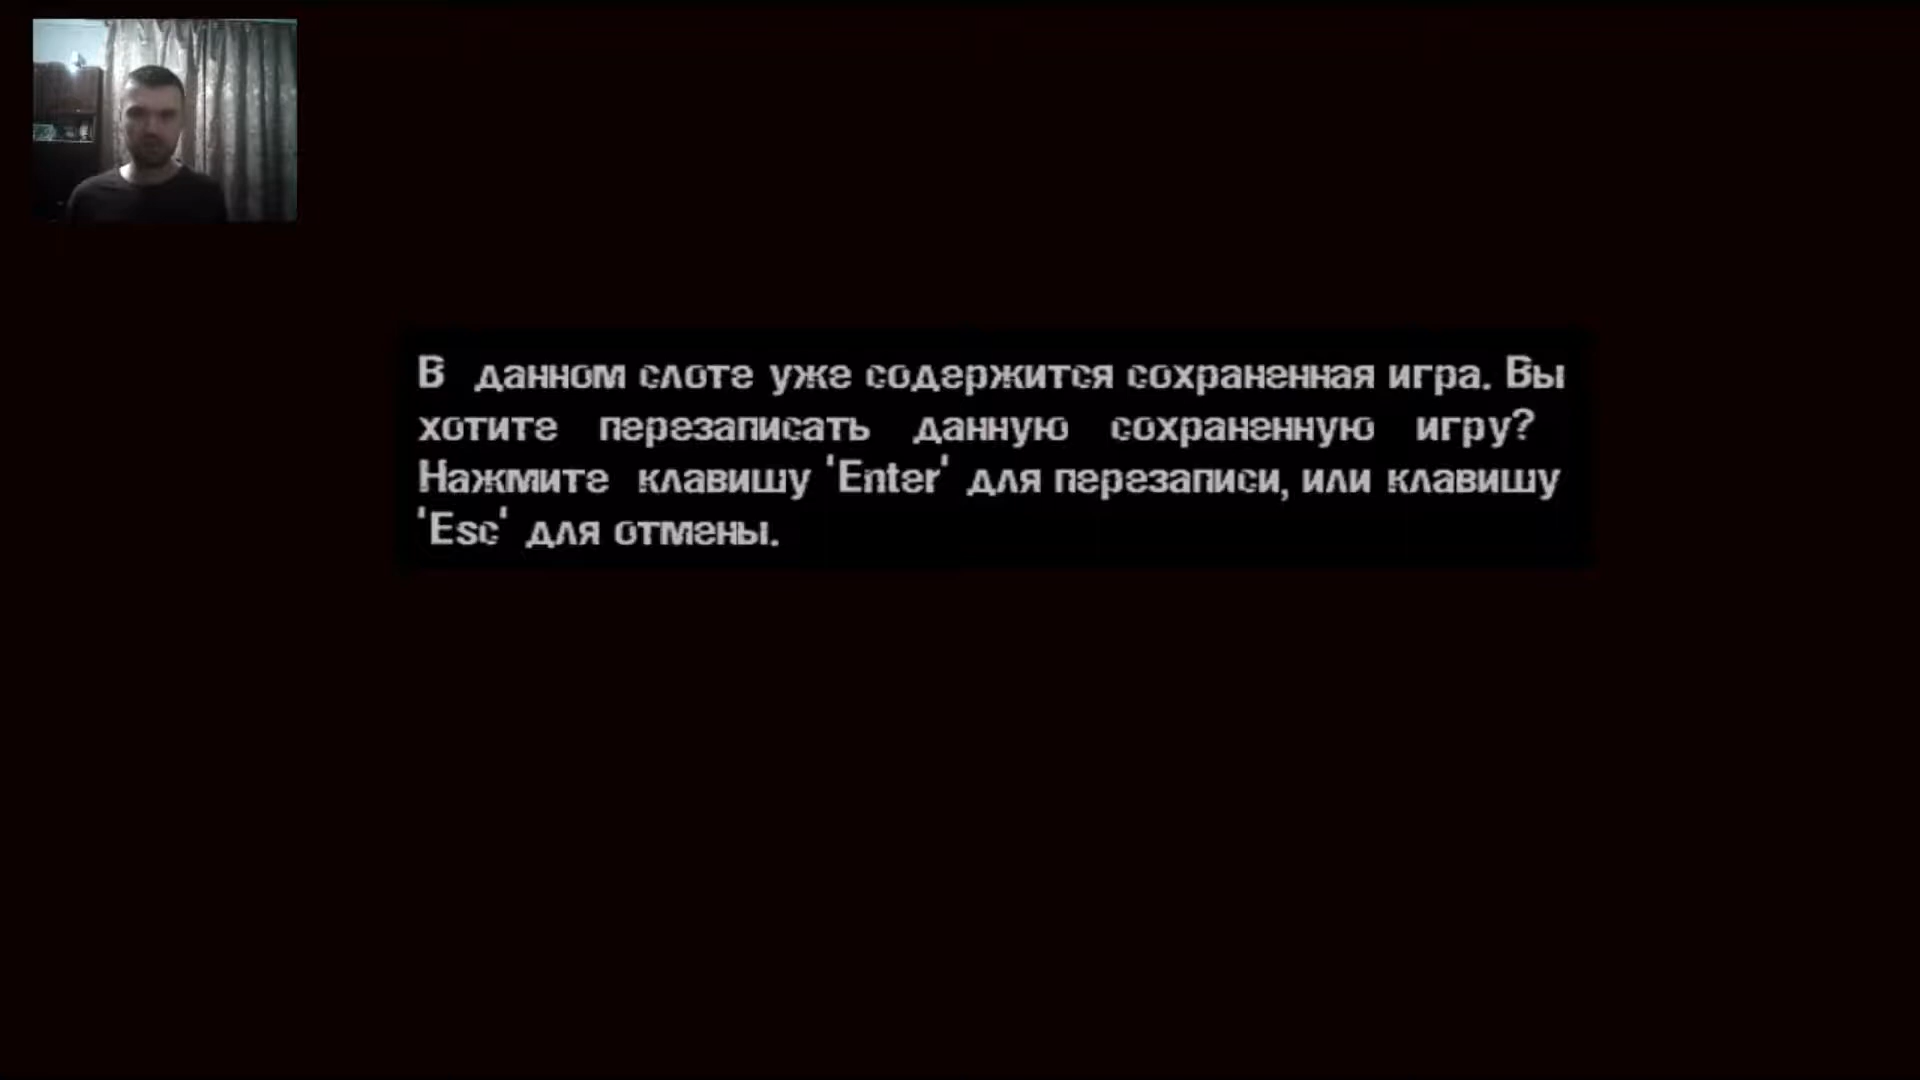 В данном слоте уже содержится сохраненная игра. Вы
хотите перезаписать данную сохраненную игру?
Нажмите клавишу 'Enter' для перезаписи, или клавишу
'Esc' для отмены.